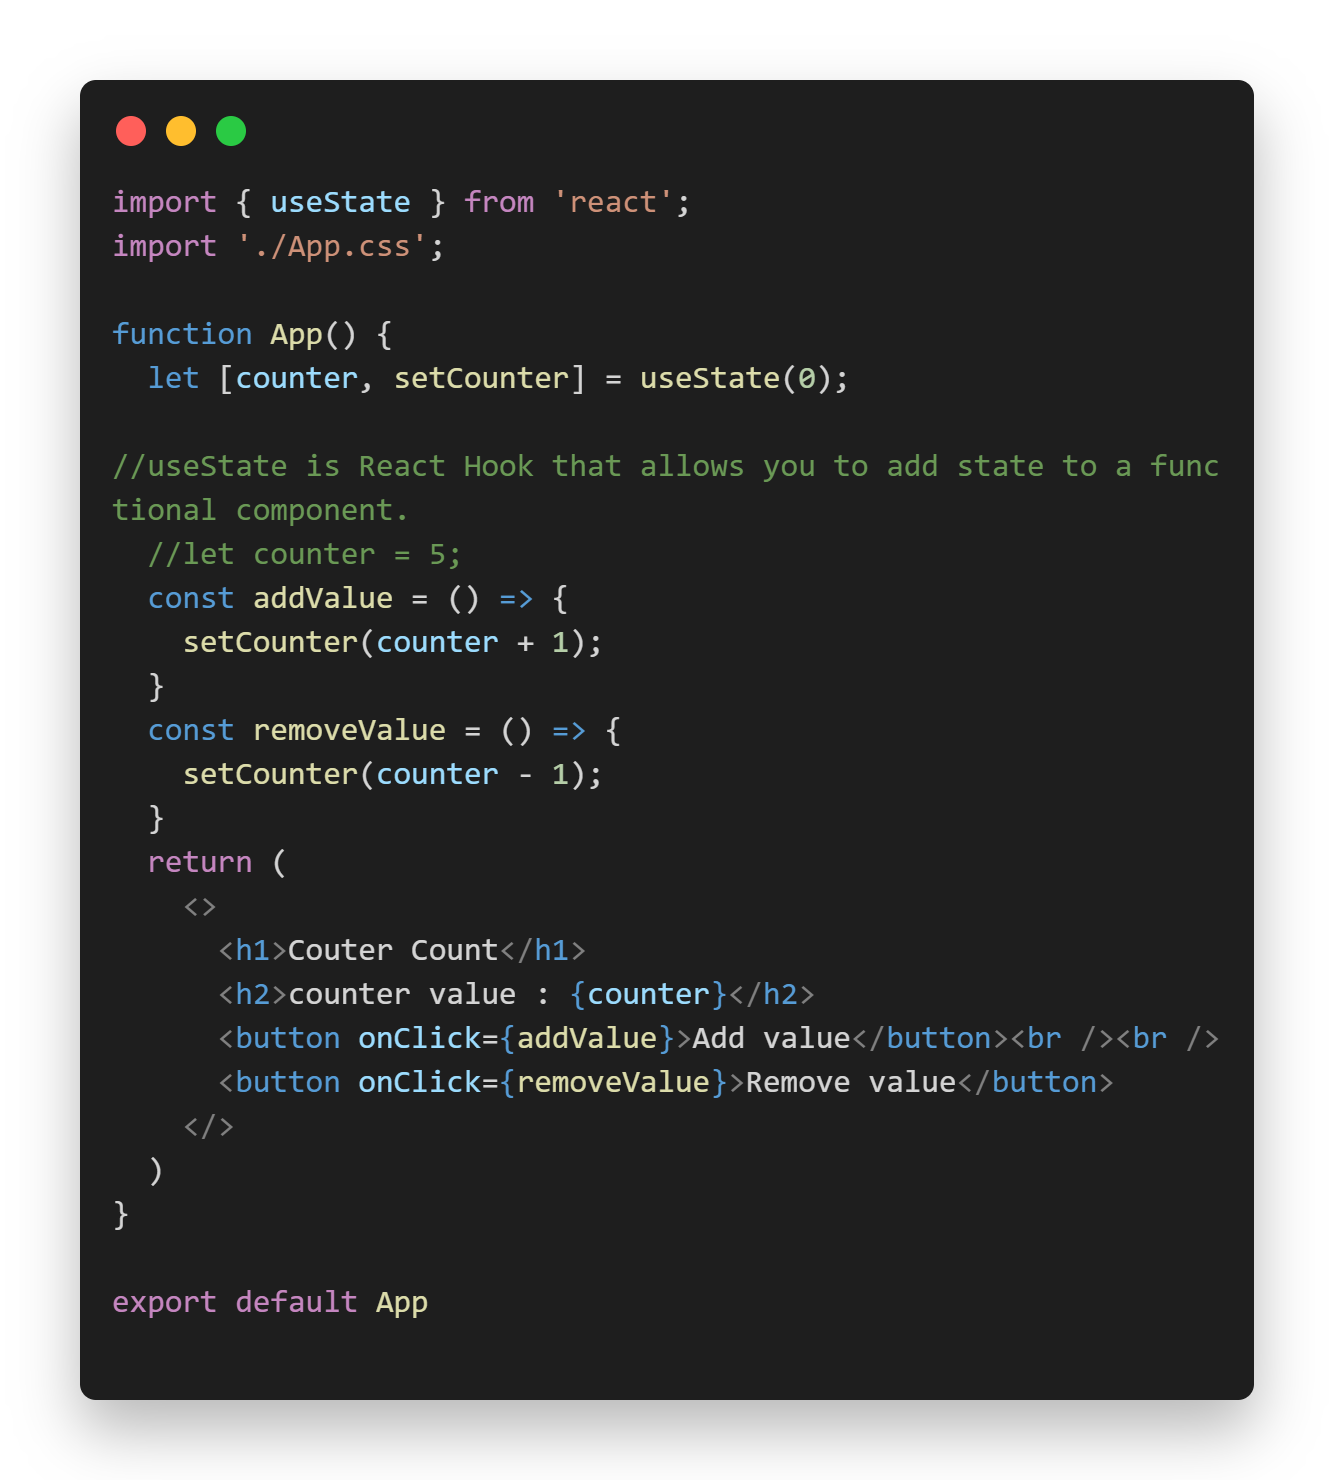 import { useState } from 'react';
import './App.css';

function App() {
  let [counter, setCounter] = useState(0);

//useState is React Hook that allows you to add state to a func
tional component.
  //let counter = 5;
  const addValue = () => {
    setCounter(counter + 1);
  }
  const removeValue = () => {
    setCounter(counter - 1);
  }
  return (
    <>
      <h1>Couter Count</h1>
      <h2>counter value : {counter}</h2>
      <button onClick={addValue}>Add value</button><br /><br />
      <button onClick={removeValue}>Remove value</button>
    </>
  )
}

export default App